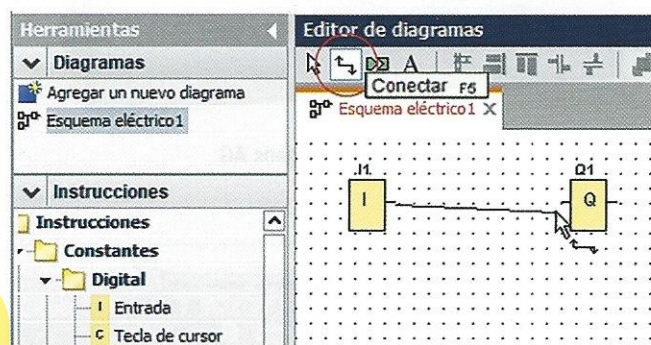 Herramientas
Diagramas
Agregar un nuevo diagrama
Esquema eléctrico1
Instrucciones
Instrucciones
Constantes
Digital
I Entrada
C Tecla de cursor
Editor de diagramas
A
Conectar F5
Esquema eléctrico1 X
I1
I
Q1
Q